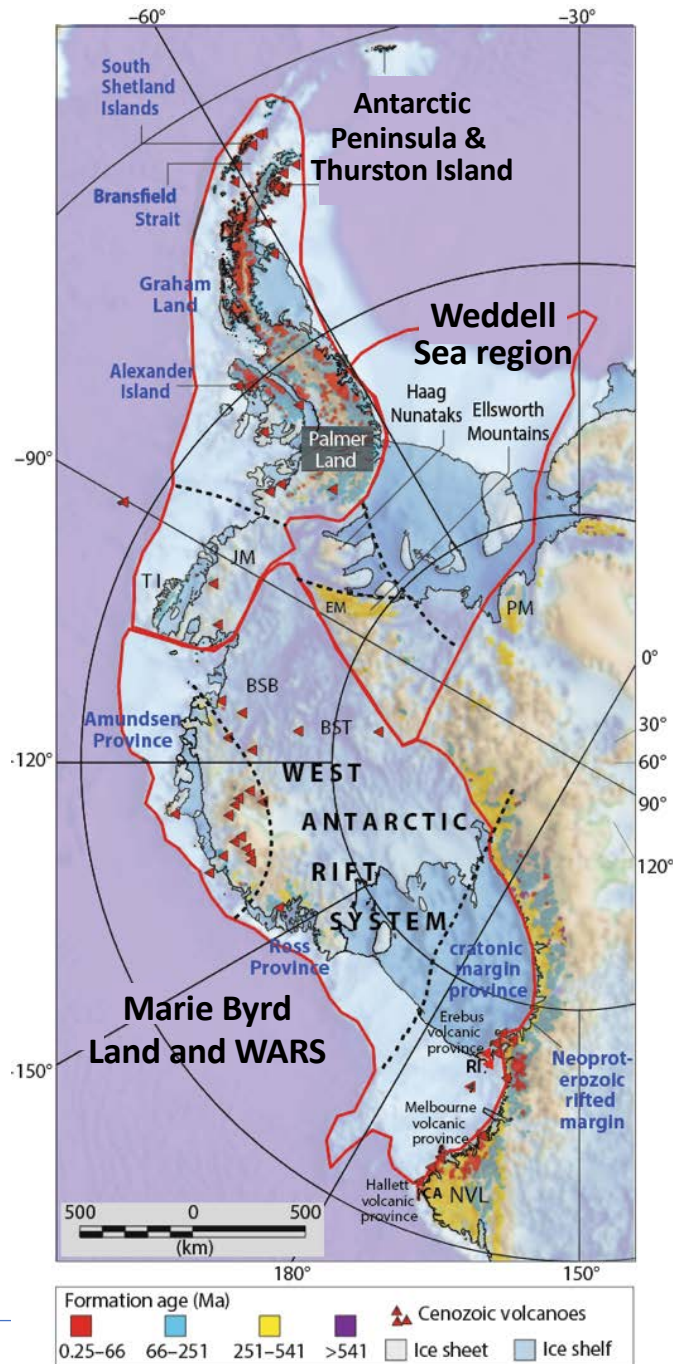 −60°
−30°
South
Shetland
Islands
Antarctic
Peninsula &
Thurston Island
Bransfield
Strait
Graham
Land
Weddell
Sea region
Alexander
Island
Haag
Nunataks
Ellsworth
Mountains
Palmer
Land
−90°
JM
TI
EM
PM
0°
BSB
30°
Amundsen
Province
BST
60°
-120°
WEST
90°
ANTARCTIC
120°
RIFT
SYSTEM
Ross
Province
cratonic
margin
province
Marie Byrd
Land and WARS
Erebus
volcanic
province
RI
Neoprot-
erozoic
rifted
margin
-150°
Melbourne
volcanic
province
Hallett
volcanic
province
CA
NVL
500 0 500
(km)
180°
150°
Formation age (Ma)
Cenozoic volcanoes
0.25–66 66–251 251–541 >541 Ice sheet Ice shelf